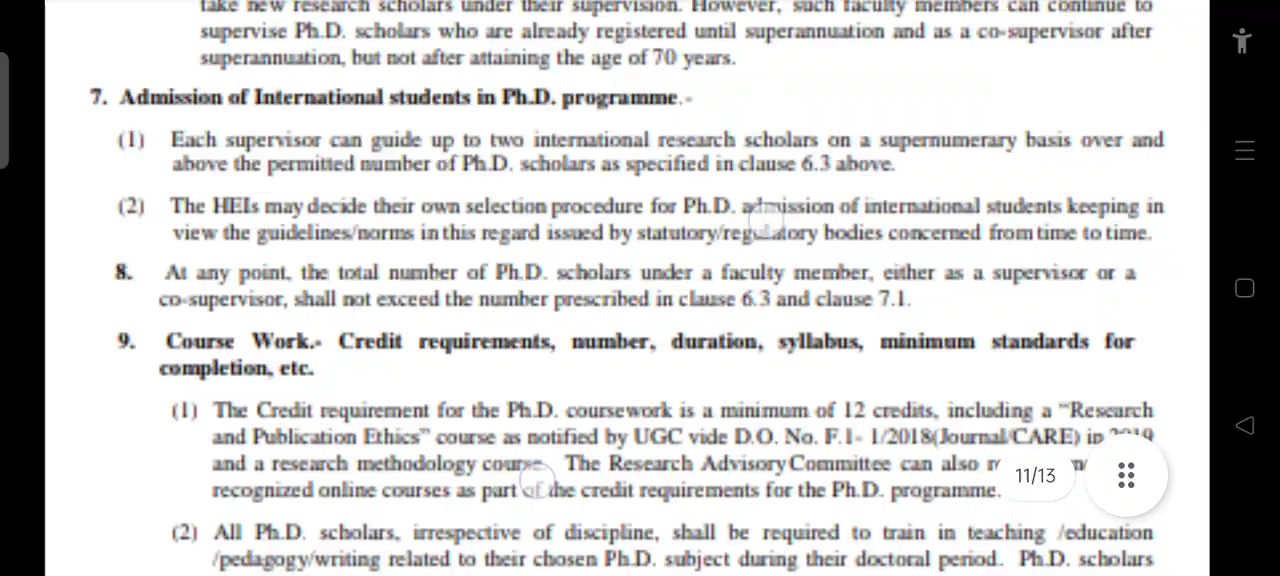 take new research scholars under their supervision. However, such faculty members can continue to
supervise Ph.D. scholars who are already registered until superannuation and as a co-supervisor after
superannuation, but not after attaining the age of 70 years.
7. Admission of International students in Ph.D. programme.-
(1) Each supervisor can guide up to two international research scholars on a supernumerary basis over and
above the permitted number of Ph.D. scholars as specified in clause 6.3 above.
(2) The HEIs may decide their own selection procedure for Ph.D. admission of international students keeping in
view the guidelines/norms in this regard issued by statutory/regulatory bodies concerned from time to time.
8. At any point, the total number of Ph.D. scholars under a faculty member, either as a supervisor or a
co-supervisor, shall not exceed the number prescribed in clause 6.3 and clause 7.1.
9. Course Work.- Credit requirements, number, duration, syllabus, minimum standards for
completion, etc.
(1) The Credit requirement for the Ph.D. coursework is a minimum of 12 credits, including a “Research
and Publication Ethics” course as notified by UGC vide D.O. No. F.1- 1/2018(Journal/CARE) in 2019
and a research methodology course. The Research Advisory Committee can also
recognized online courses as part of the credit requirements for the Ph.D. programme.
11/13
(2) All Ph.D. scholars, irrespective of discipline, shall be required to train in teaching /education
/pedagogy/writing related to their chosen Ph.D. subject during their doctoral period. Ph.D. scholars